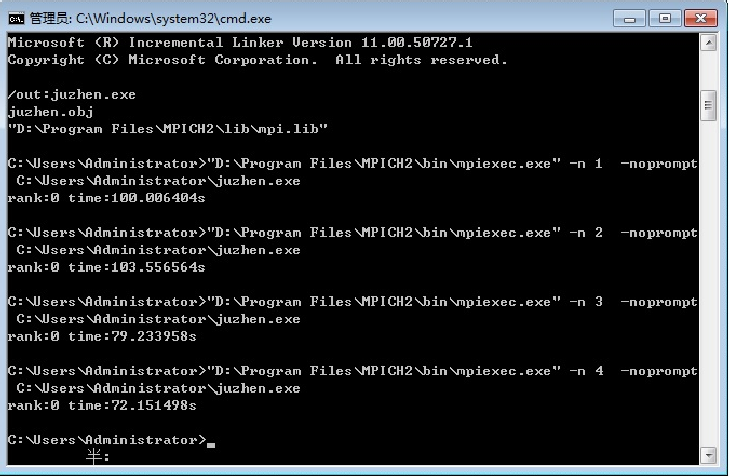 管理员: C:\Windows\system32\cmd.exe
Microsoft (R) Incremental Linker Version 11.00.50727.1
Copyright (C) Microsoft Corporation.  All rights reserved.
/out:juzhen.exe
juzhen.obj
"D:\Program Files\MPICH2\lib\mpi.lib"
C:\Users\Administrator>"D:\Program Files\MPICH2\bin\mpiexec.exe" -n 1  -noprompt
 C:\Users\Administrator\juzhen.exe
rank:0 time:100.006404s
C:\Users\Administrator>"D:\Program Files\MPICH2\bin\mpiexec.exe" -n 2  -noprompt
 C:\Users\Administrator\juzhen.exe
rank:0 time:103.556564s
C:\Users\Administrator>"D:\Program Files\MPICH2\bin\mpiexec.exe" -n 3  -noprompt
 C:\Users\Administrator\juzhen.exe
rank:0 time:79.233958s
C:\Users\Administrator>"D:\Program Files\MPICH2\bin\mpiexec.exe" -n 4  -noprompt
 C:\Users\Administrator\juzhen.exe
rank:0 time:72.151498s
C:\Users\Administrator>_
半: